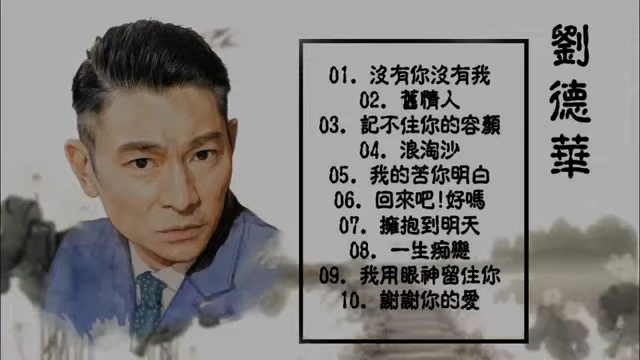 劉德華
01. 沒有你沒有我
02. 舊情人
03. 記不住你的容顏
04. 浪淘沙
05. 我的苦你明白
06. 回來吧!好嗎
07. 擁抱到明天
08. 一生痴戀
09. 我用眼神留住你
10. 謝謝你的愛